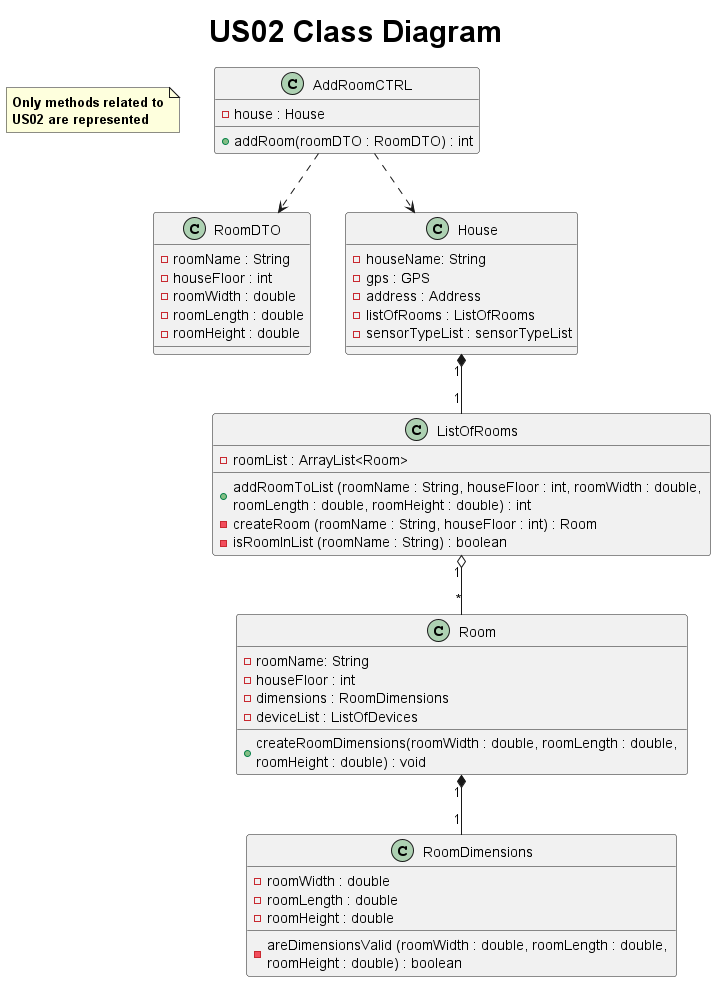 US02 Class Diagram
Only methods related to
US02 are represented
C AddRoomCTRL
house : House
addRoom(roomDTO : RoomDTO) : int
C RoomDTO
roomName : String
houseFloor : int
roomWidth : double
roomLength : double
roomHeight : double
C House
houseName: String
gps : GPS
address : Address
listOfRooms : ListOfRooms
sensorTypeList : sensorTypeList
1
1
C ListOfRooms
roomList : ArrayList<Room>
addRoomToList (roomName : String, houseFloor : int, roomWidth : double,
roomLength : double, roomHeight : double) : int
createRoom (roomName : String, houseFloor : int) : Room
isRoomInList (roomName : String) : boolean
1
*
C Room
roomName: String
houseFloor : int
dimensions : RoomDimensions
deviceList : ListOfDevices
createRoomDimensions(roomWidth : double, roomLength : double,
roomHeight : double) : void
1
1
C RoomDimensions
roomWidth : double
roomLength : double
roomHeight : double
areDimensionsValid (roomWidth : double, roomLength : double,
roomHeight : double) : boolean